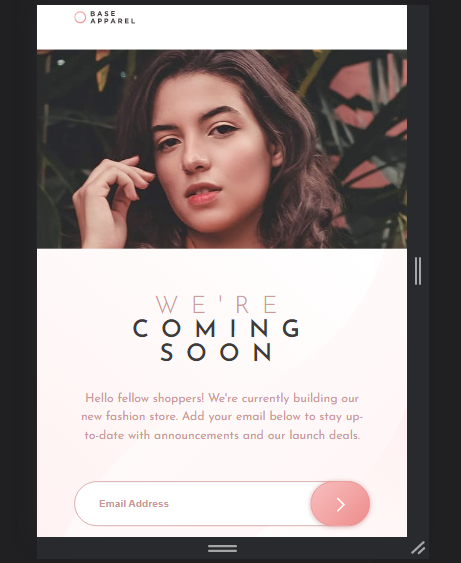 BASE
APPAREL
WE'RE
COMING
SOON
Hello fellow shoppers! We're currently building our
new fashion store. Add your email below to stay up-
to-date with announcements and our launch deals.
Email Address